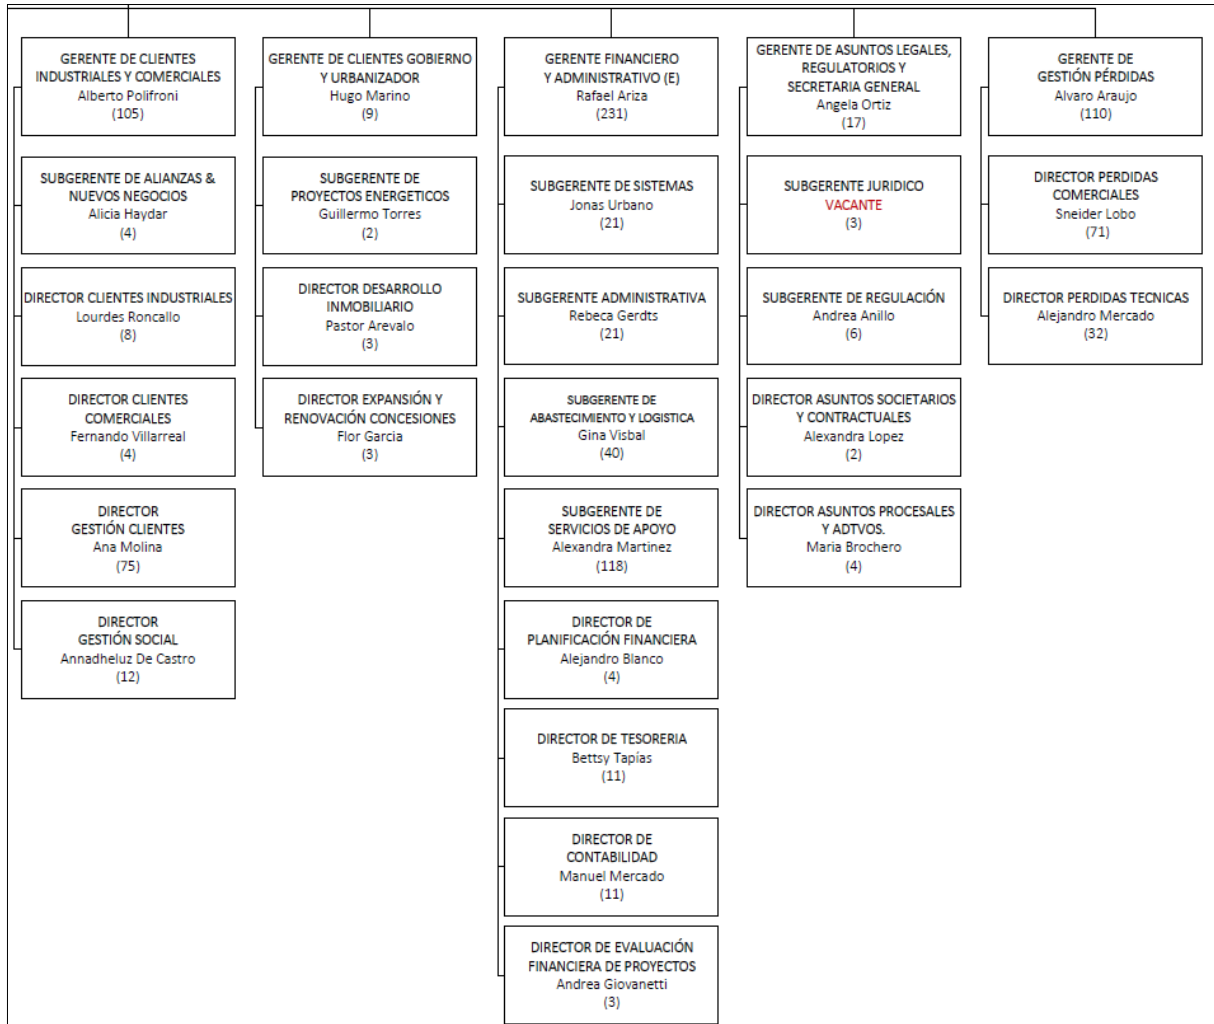 GERENTE DE CLIENTES
INDUSTRIALES Y COMERCIALES
Alberto Polifroni
(105)
SUBGERENTE DE ALIANZAS &
NUEVOS NEGOCIOS
Alicia Haydar
(4)
DIRECTOR CLIENTES INDUSTRIALES
Lourdes Roncallo
(8)
DIRECTOR CLIENTES
COMERCIALES
Fernando Villarreal
(4)
DIRECTOR
GESTIÓN CLIENTES
Ana Molina
(75)
DIRECTOR
GESTIÓN SOCIAL
Annadheluz De Castro
(12)
GERENTE DE CLIENTES GOBIERNO
Y URBANIZADOR
Hugo Marino
(9)
SUBGERENTE DE
PROYECTOS ENERGETICOS
Guillermo Torres
(2)
DIRECTOR DESARROLLO
INMOBILIARIO
Pastor Arevalo
(3)
DIRECTOR EXPANSIÓN Y
RENOVACIÓN CONCESIONES
Flor Garcia
(3)
GERENTE FINANCIERO
Y ADMINISTRATIVO (E)
Rafael Ariza
(231)
SUBGERENTE DE SISTEMAS
Jonas Urbano
(21)
SUBGERENTE ADMINISTRATIVA
Rebeca Gerdts
(21)
SUBGERENTE DE
ABASTECIMIENTO Y LOGISTICA
Gina Visbal
(40)
SUBGERENTE DE
SERVICIOS DE APOYO
Alexandra Martinez
(118)
DIRECTOR DE
PLANIFICACIÓN FINANCIERA
Alejandro Blanco
(4)
DIRECTOR DE TESORERIA
Bettsy Tapías
(11)
DIRECTOR DE
CONTABILIDAD
Manuel Mercado
(11)
DIRECTOR DE EVALUACIÓN
FINANCIERA DE PROYECTOS
Andrea Giovanetti
(3)
GERENTE DE ASUNTOS LEGALES,
REGULATORIOS Y
SECRETARIA GENERAL
Angela Ortiz
(17)
SUBGERENTE JURIDICO
VACANTE
(3)
SUBGERENTE DE REGULACIÓN
Andrea Anillo
(6)
DIRECTOR ASUNTOS SOCIETARIOS
Y CONTRACTUALES
Alexandra Lopez
(2)
DIRECTOR ASUNTOS PROCESALES
Y ADTVOS.
Maria Brochero
(4)
GERENTE DE
GESTIÓN PÉRDIDAS
Alvaro Araujo
(110)
DIRECTOR PERDIDAS
COMERCIALES
Sneider Lobo
(71)
DIRECTOR PERDIDAS TECNICAS
Alejandro Mercado
(32)